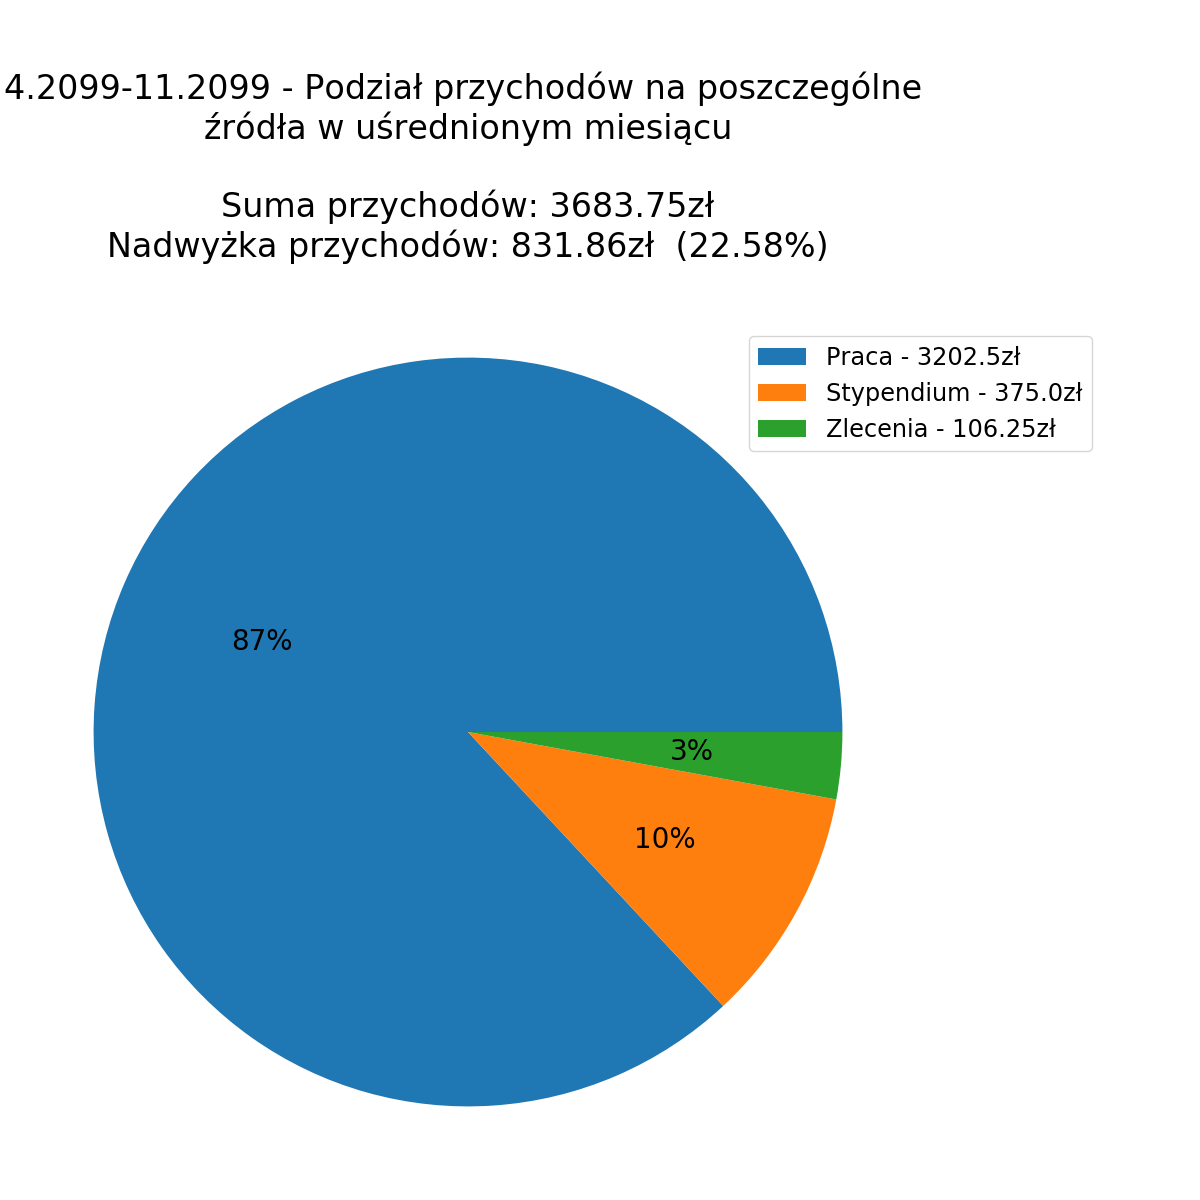 4.2099-11.2099 - Podział przychodów na poszczególne
źródła w uśrednionym miesiącu
Suma przychodów: 3683.75zł
Nadwyżka przychodów: 831.86zł  (22.58%)
Praca - 3202.5zł
Stypendium - 375.0zł
Zlecenia - 106.25zł
87%
3%
10%